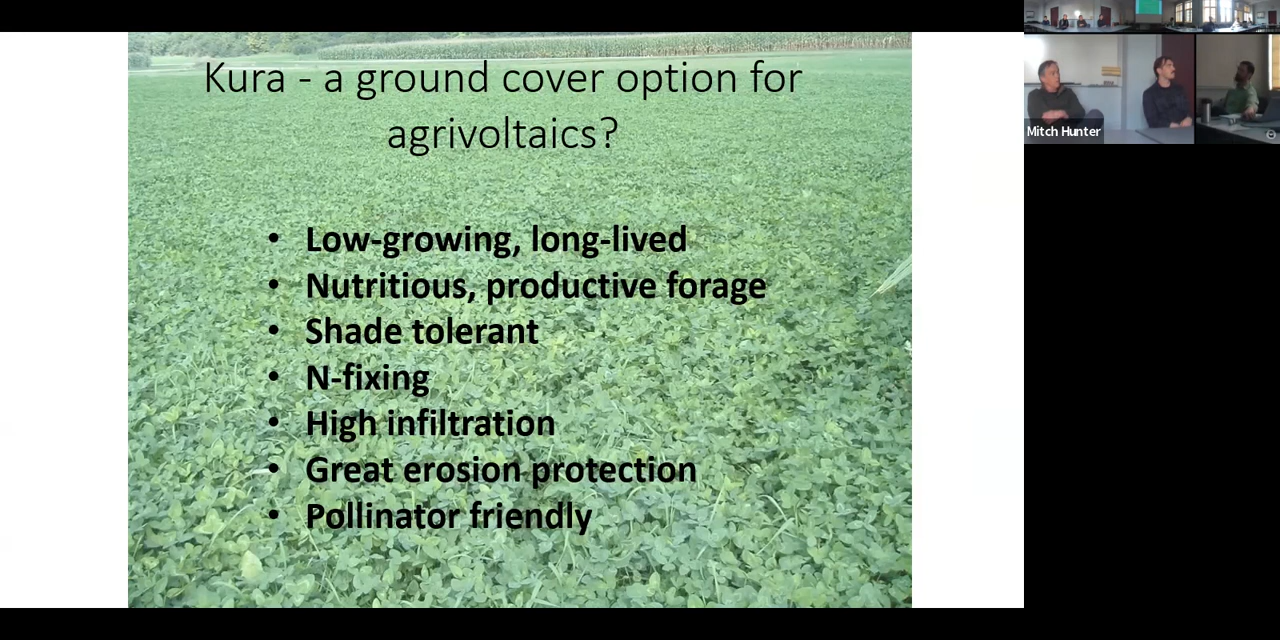 Kura - a ground cover option for
agrivoltaics?
• Low-growing, long-lived
• Nutritious, productive forage
• Shade tolerant
• N-fixing
• High infiltration
• Great erosion protection
• Pollinator friendly
Mitch Hunter